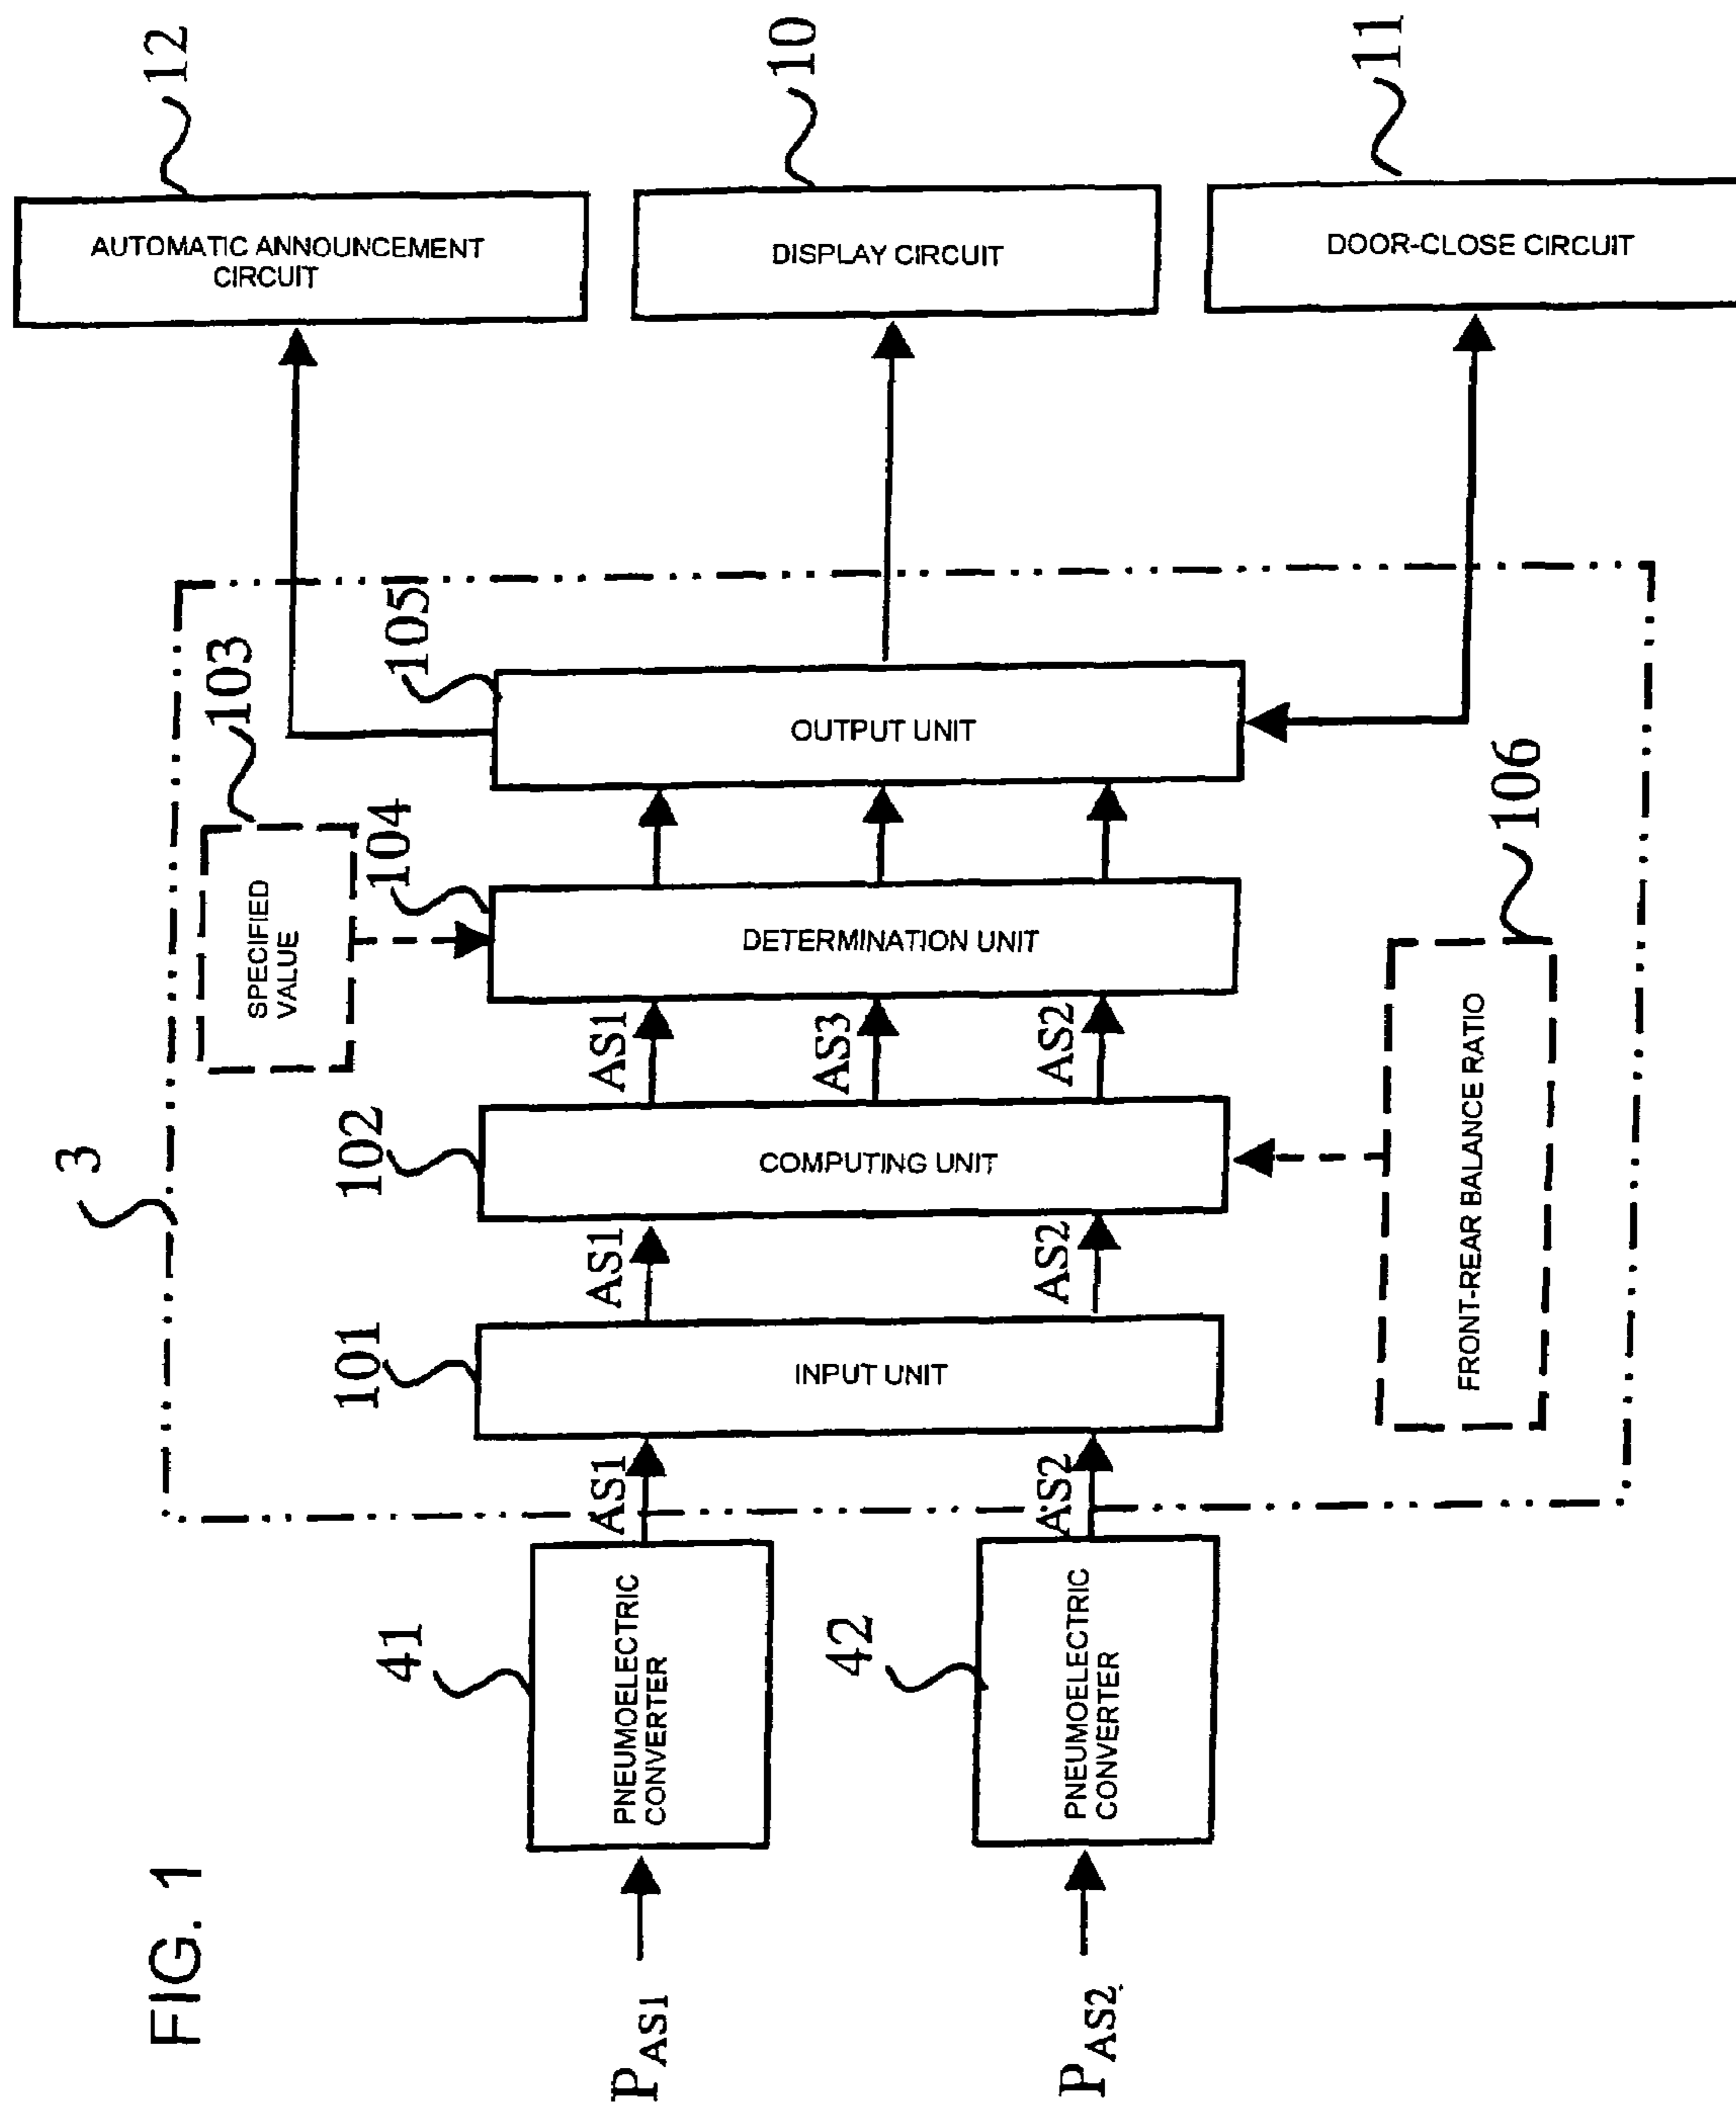 FIG. 1
12
AUTOMATIC ANNOUNCEMENT
CIRCUIT
10
DISPLAY CIRCUIT
11
DOOR-CLOSE CIRCUIT
3
103
SPECIFIED
VALUE
105
OUTPUT UNIT
104
DETERMINATION UNIT
AS1
AS3
AS2
102
COMPUTING UNIT
106
FRONT-REAR BALANCE RATIO
AS1
AS2
101
INPUT UNIT
AS1
AS2
41
PNEUMOELECTRIC
CONVERTER
42
PNEUMOELECTRIC
CONVERTER
PAS1
PAS2